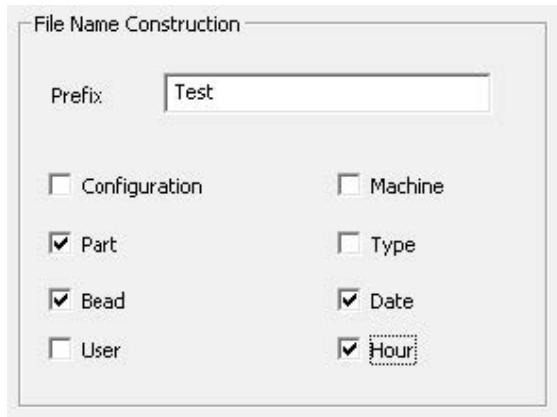 File Name Construction
Prefix Test
Configuration Machine
Part Type
Bead Date
User Hour